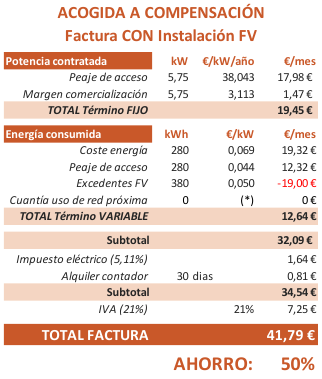 ACOGIDA A COMPENSACIÓN
Factura CON Instalación FV
Potencia contratada kW €/kW/año €/mes
Peaje de acceso 5,75 38,043 17,98 €
Margen comercialización 5,75 3,113 1,47 €
TOTAL Término FIJO 19,45 €
Energía consumida kWh €/kW €/mes
Coste energía 280 0,069 19,32 €
Peaje de acceso 280 0,044 12,32 €
Excedentes FV 380 0,050 -19,00 €
Cuantía uso de red próxima 0 (*) 0 €
TOTAL Término VARIABLE 12,64 €
Subtotal 32,09 €
Impuesto eléctrico (5,11%) 1,64 €
Alquiler contador 30 dias 0,81 €
Subtotal 34,54 €
IVA (21%) 21% 7,25 €
TOTAL FACTURA 41,79 €
AHORRO: 50%